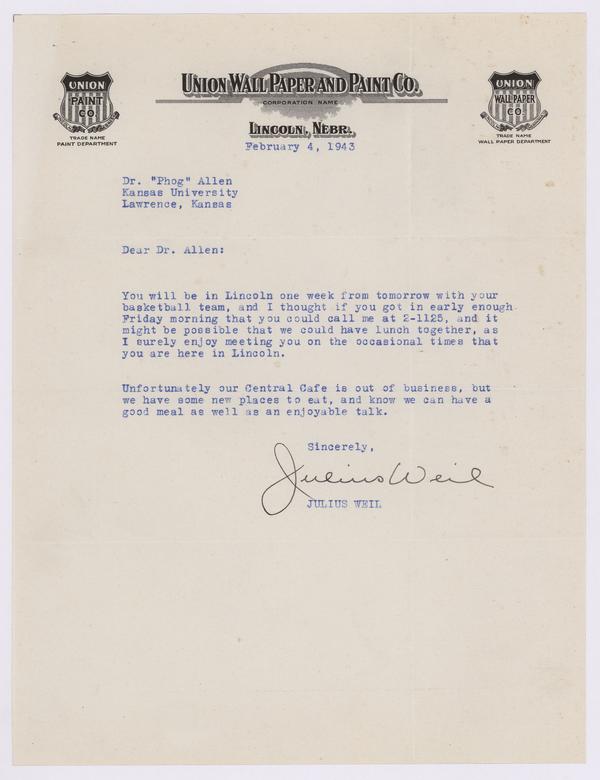 UNION
PAINT
CO.
TRADE NAME
PAINT DEPARTMENT
UNION WALL PAPER AND PAINT CO.
CORPORATION NAME
LINCOLN, NEBR.
UNION
WALL PAPER
CO.
TRADE NAME
WALL PAPER DEPARTMENT
February 4, 1943
Dr. "Phog" Allen
Kansas University
Lawrence, Kansas
Dear Dr. Allen:
You will be in Lincoln one week from tomorrow with your
basketball team, and I thought if you got in early enough
Friday morning that you could call me at 2-1125, and it
might be possible that we could have lunch together, as
I surely enjoy meeting you on the occasional times that
you are here in Lincoln.
Unfortunately our Central Cafe is out of business, but
we have some new places to eat, and know we can have a
good meal as well as an enjoyable talk.
Sincerely,
Julius Weil
JULIUS WEIL